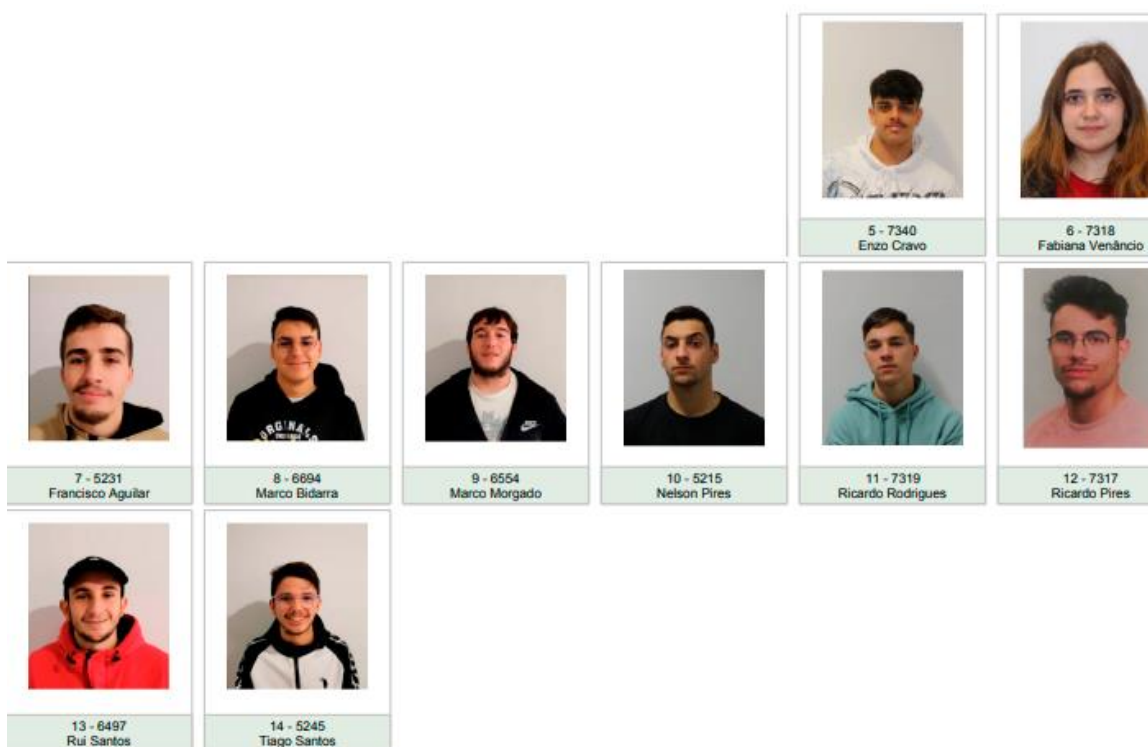 5 - 7340
Enzo Cravo
6 - 7318
Fabiana Venâncio
ORGINALS
7 - 5231
Francisco Aguilar
8 - 6694
Marco Bidarra
9 - 6554
Marco Morgado
10 - 5215
Nelson Pires
11 - 7319
Ricardo Rodrigues
12 - 7317
Ricardo Pires
13 - 6497
Rui Santos
14 - 5245
Tiago Santos